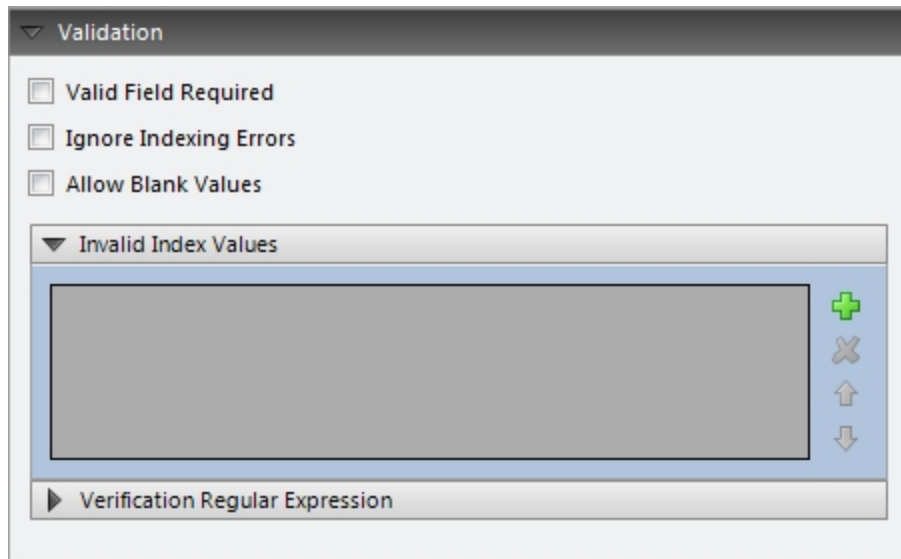 Validation
Valid Field Required
Ignore Indexing Errors
Allow Blank Values
Invalid Index Values
Verification Regular Expression